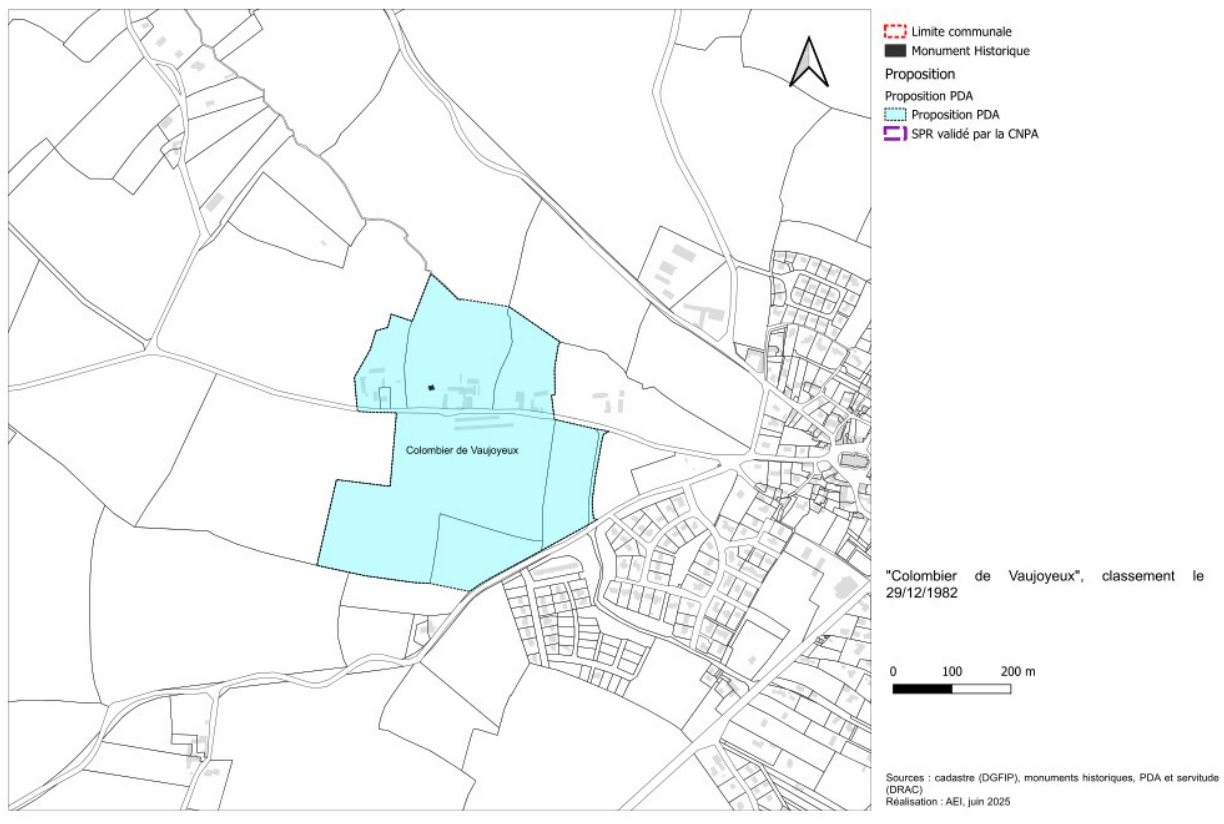 Limite communale
Monument Historique
Proposition
Proposition PDA
Proposition PDA
SPR validé par la CNPA
Colombier de Vaujoyeux
"Colombier de Vaujoyeux", classement le
29/12/1982
0 100 200 m
Sources : cadastre (DGFIP), monuments historiques, PDA et servitude
(DRAC)
Réalisation : AEI, juin 2025